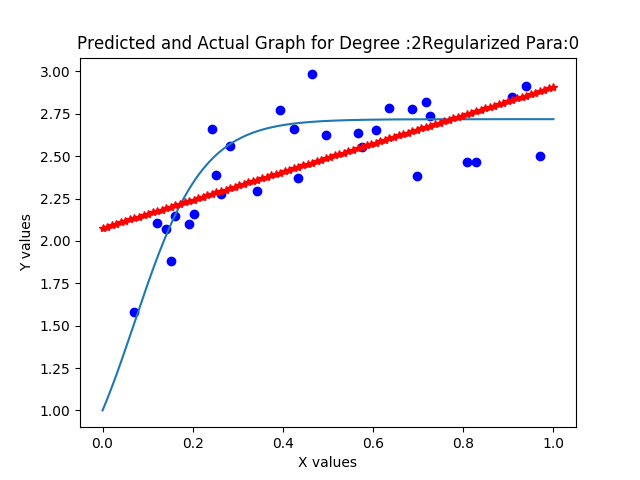 Predicted and Actual Graph for Degree :2Regularized Para:0
3.00
2.75
2.50
2.25
2.00
1.75
1.50
1.25
1.00
Y values
0.0 0.2 0.4 0.6 0.8 1.0
X values